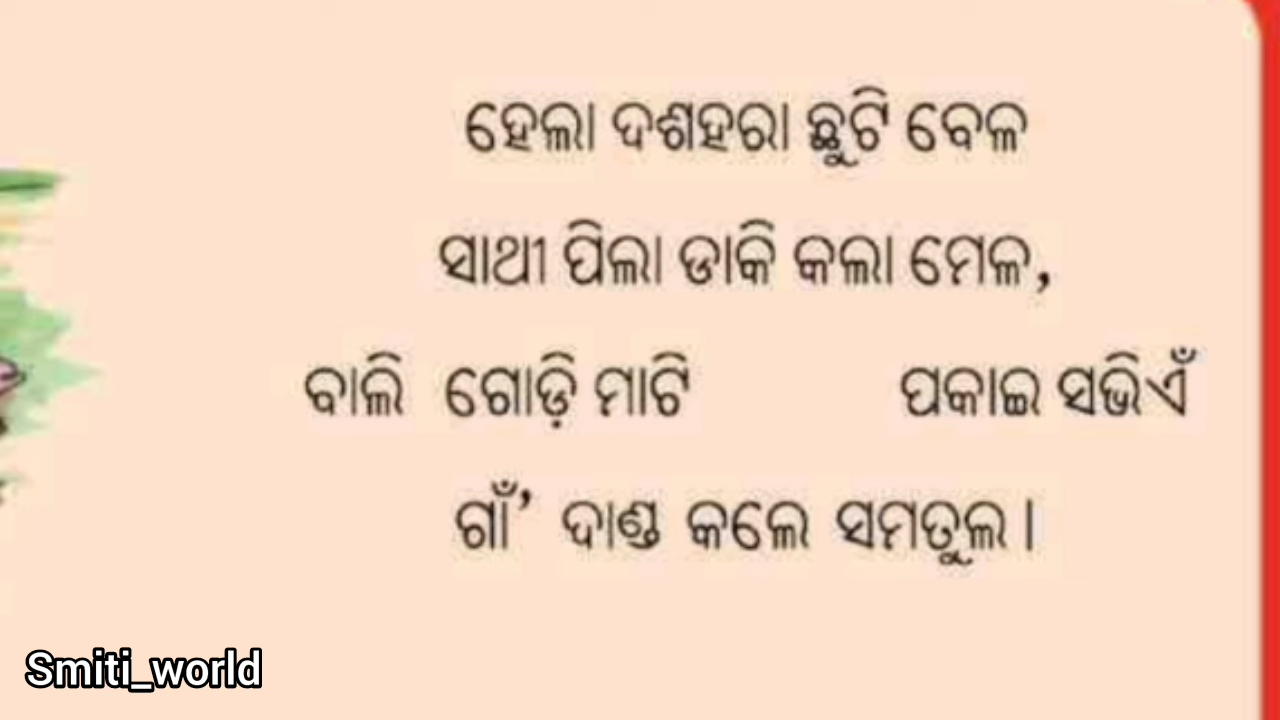 ହେଲା ଦଶହରା ଛୁଟି ବେଳ
ସାଥୀ ପିଲା ଡାକି କଲା ମେଳ,
ବାଲି ଗୋଡ଼ି ମାଟି ପକାଇ ସଭିଏଁ
ଗାଁ’ ଦାଣ୍ଡ କଲେ ସମତୁଲ।
Smiti_world